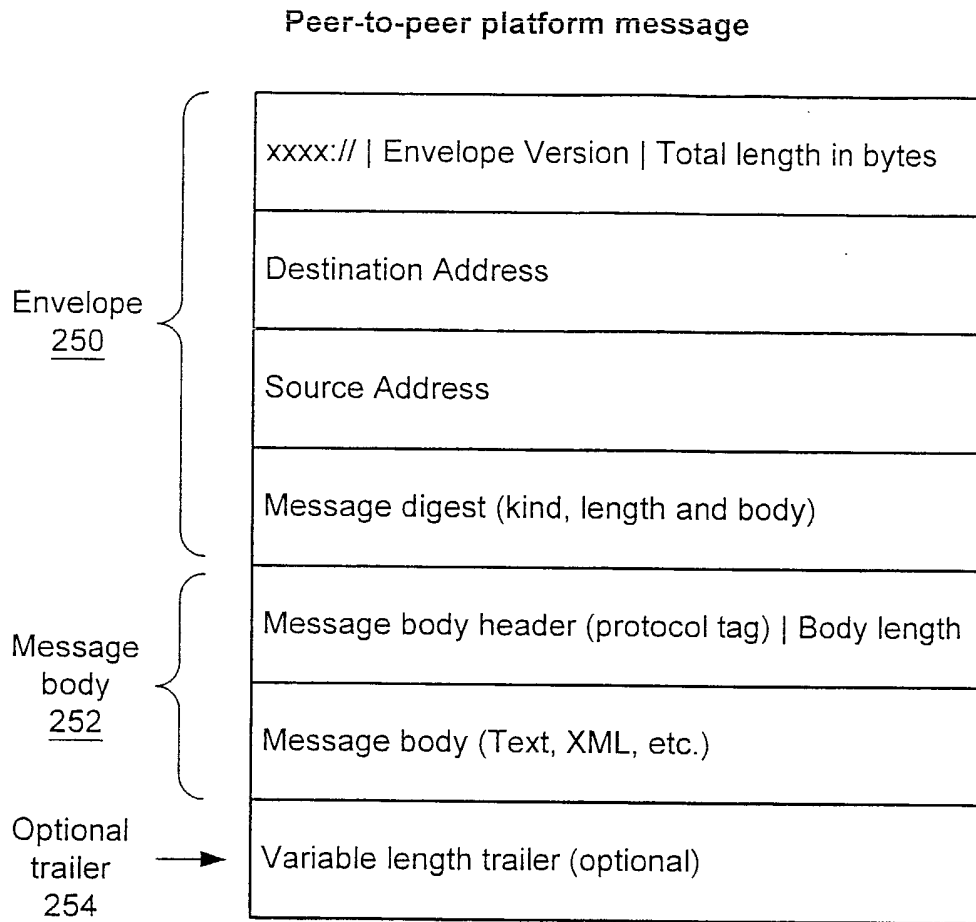 Peer-to-peer platform message
xxxx:// | Envelope Version | Total length in bytes
Destination Address
Envelope
250
Source Address
Message digest (kind, length and body)
Message body header (protocol tag) | Body length
Message
body
252
Message body (Text, XML, etc.)
Optional
trailer
254
Variable length trailer (optional)